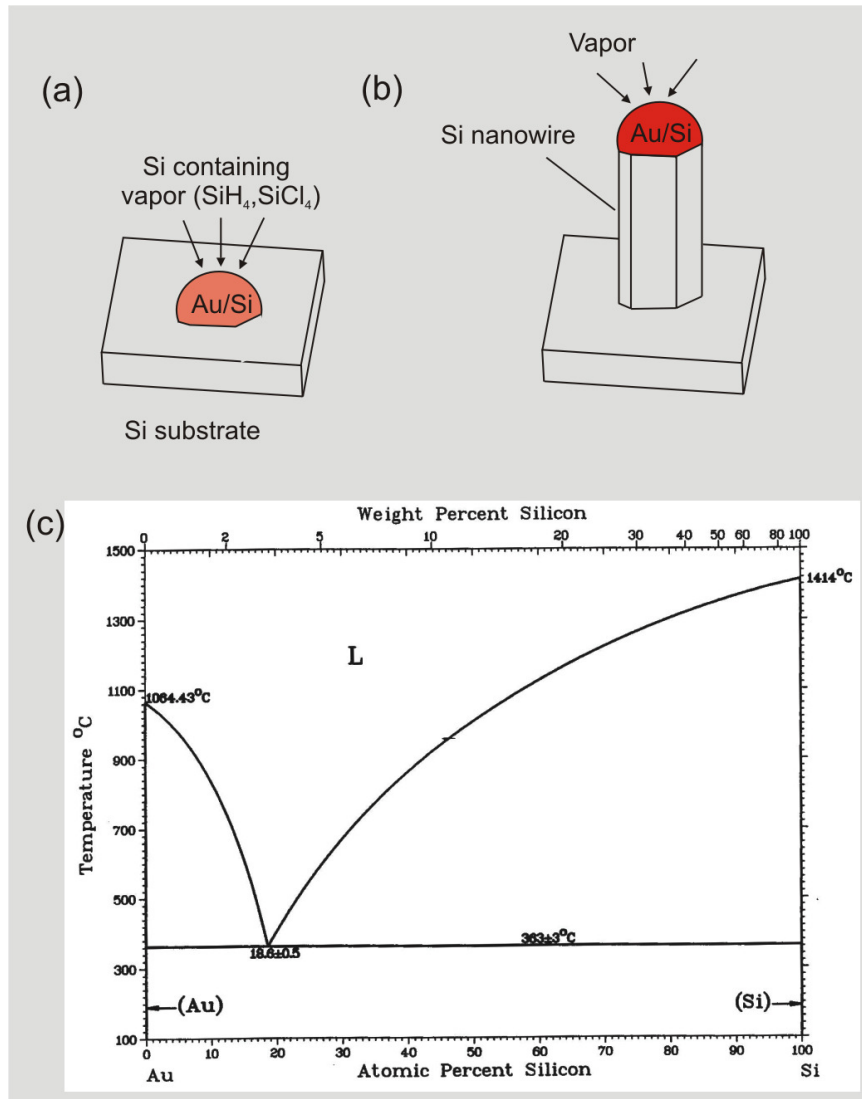 (a)
Si containing
vapor (SiH₄,SiCl₄)
Au/Si
Si substrate
(b)
Vapor
Au/Si
Si nanowire
(c)
Weight Percent Silicon
0 2 5 10 20 30 40 50 60 80 100
1500
1300
1100
900
700
500
300
100
Temperature °C
1064.43°C
L
1414°C
18.6±0.5
363±3°C
(Au)
(Si)
0 10 20 30 40 50 60 70 80 90 100
Au Atomic Percent Silicon Si